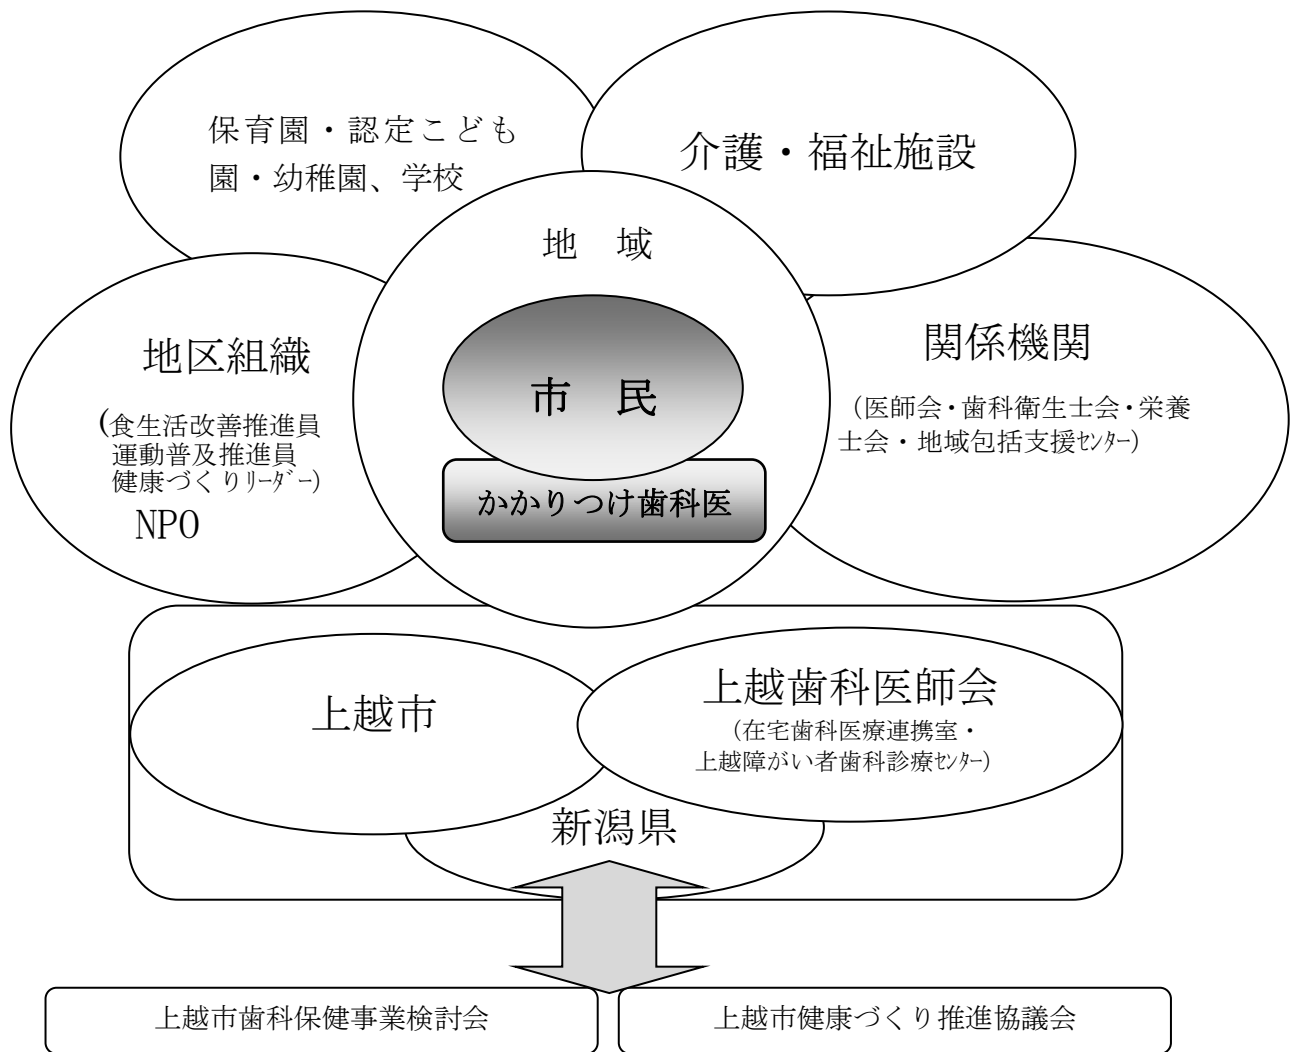 保育園・認定こども
園・幼稚園、学校
介護・福祉施設
地　域
地区組織
(食生活改善推進員
運動普及推進員
健康づくりﾘｰﾀﾞｰ)
NPO
市　民
かかりつけ歯科医
関係機関
（医師会・歯科衛生士会・栄養
士会・地域包括支援ｾﾝﾀｰ）
上越市
上越歯科医師会
（在宅歯科医療連携室・
上越障がい者歯科診療ｾﾝﾀｰ）
新潟県
上越市歯科保健事業検討会
上越市健康づくり推進協議会